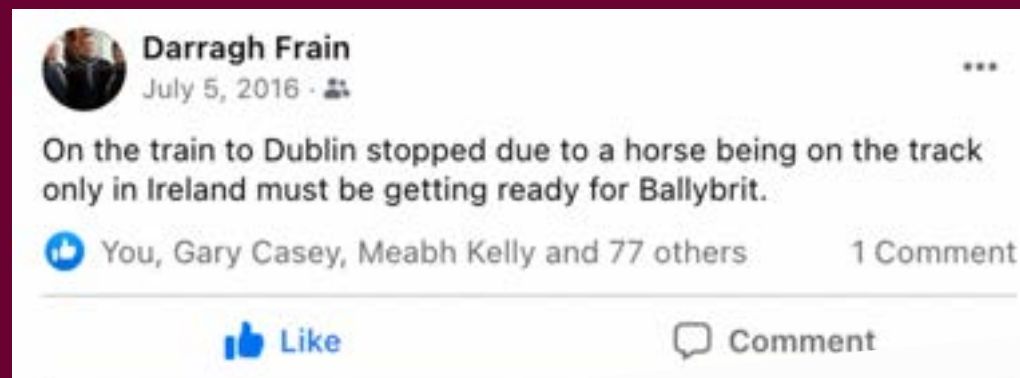 Darragh Frain
July 5, 2016 ·
•••
On the train to Dublin stopped due to a horse being on the track
only in Ireland must be getting ready for Ballybrit.
You, Gary Casey, Meabh Kelly and 77 others 1 Comment
Like Comment